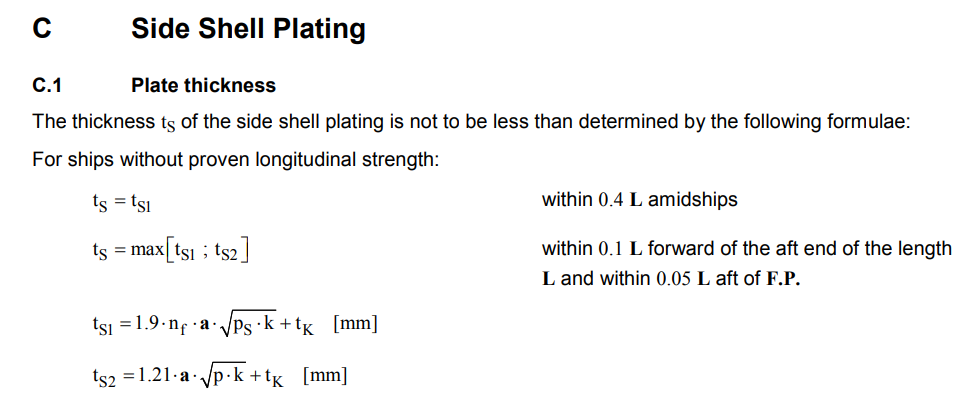 C Side Shell Plating
C.1 Plate thickness
The thickness tS of the side shell plating is not to be less than determined by the following formulae:
For ships without proven longitudinal strength:
tS = tS1 within 0.4 L amidships
tS = max[tS1 ; tS2] within 0.1 L forward of the aft end of the length
L and within 0.05 L aft of F.P.
tS1 = 1.9·nf ·a·√pS·k + tK [mm]
tS2 = 1.21·a·√p·k + tK [mm]